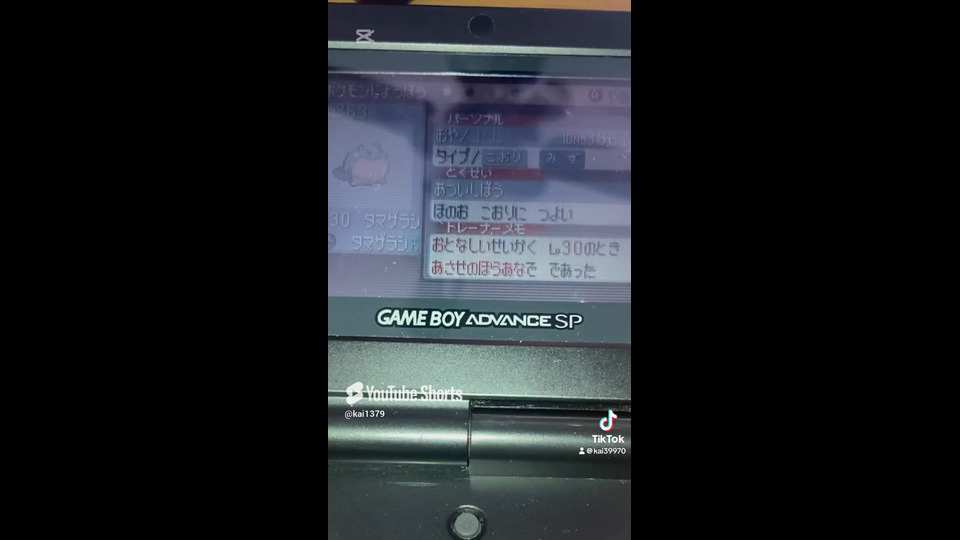 ポケモンじょうほう
パーソナル
おや/
タイプ/ こおり みず
とくせい
あついしぼう
ほのお こおりに つよい
30 タマザラシ
トレーナーメモ
タマザラシ
おとなしいせいかく Lv30のとき
あさせのほらあなで であった
GAME BOY ADVANCE SP
YouTube Shorts
@kai1379
TikTok
@kai39970